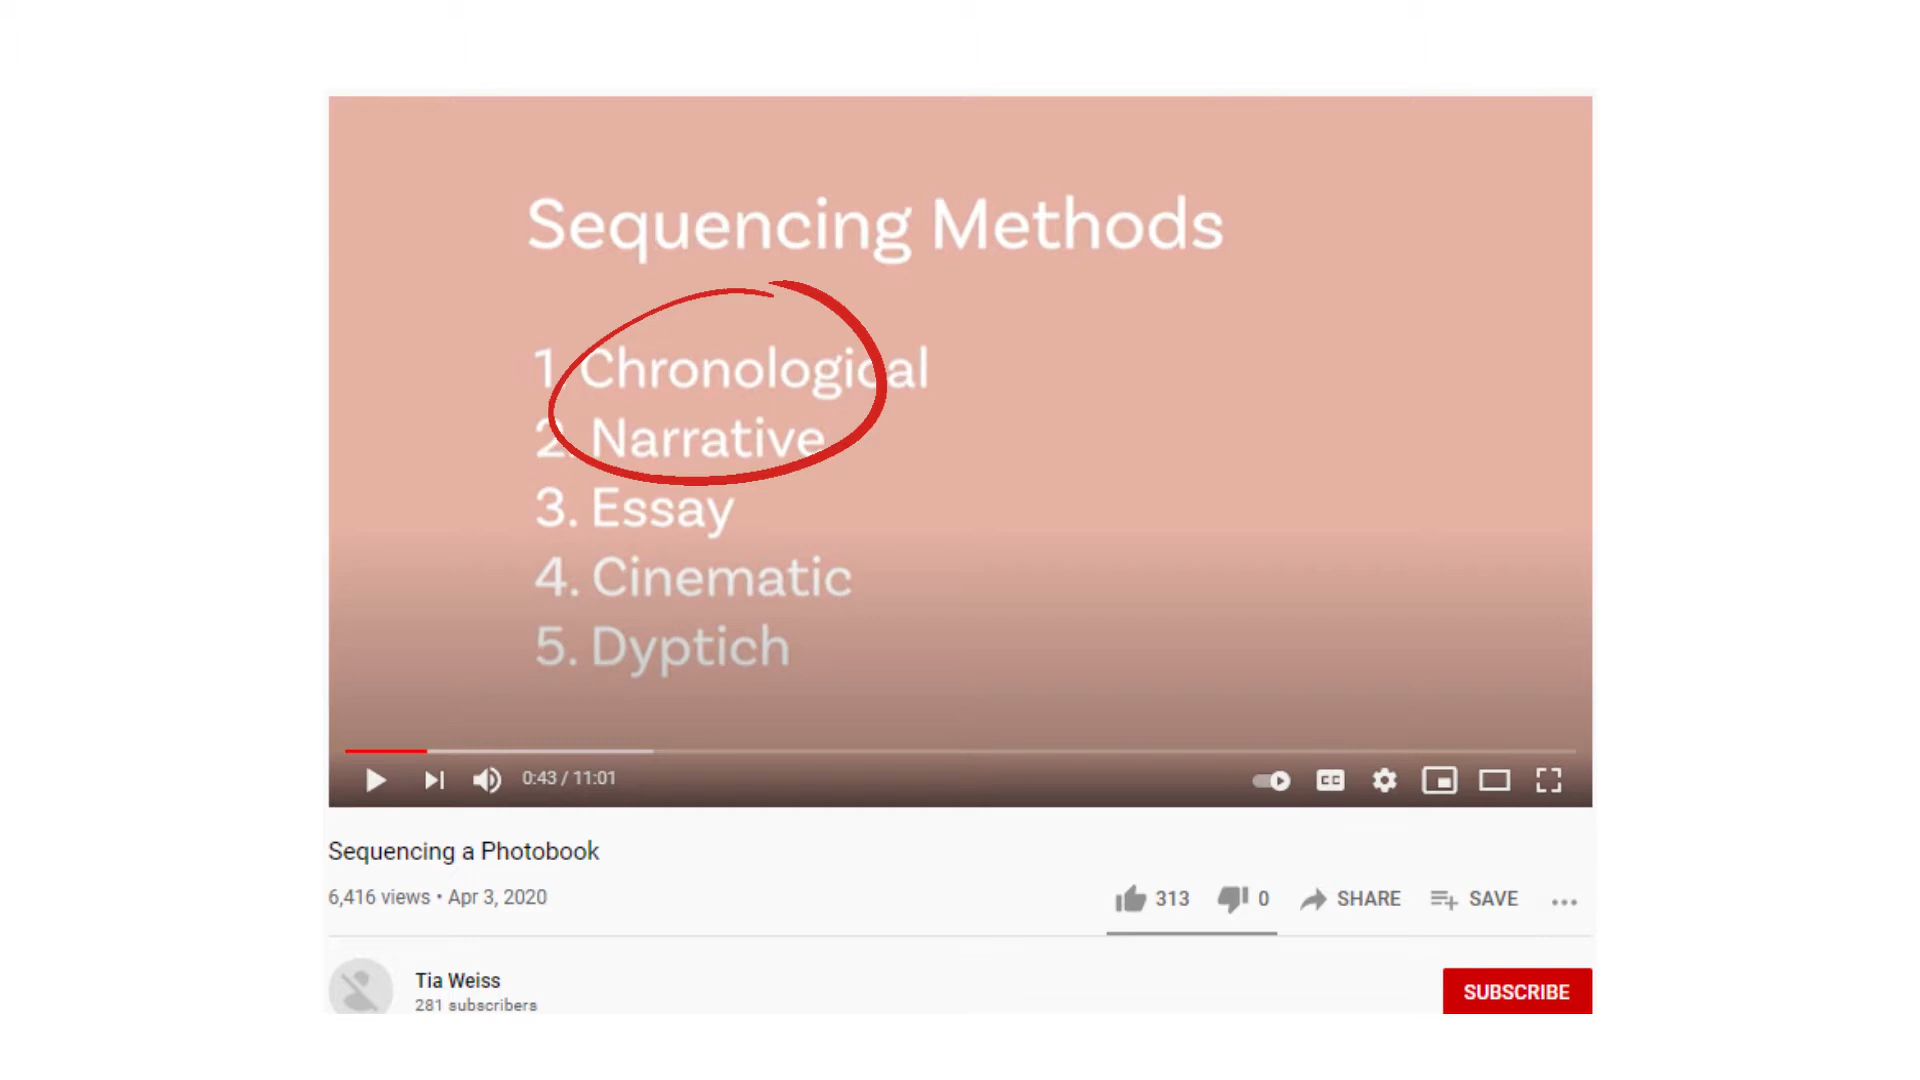 Sequencing Methods
1. Chronological
2. Narrative
3. Essay
4. Cinematic
5. Dyptich
0:43 / 11:01
CC
Sequencing a Photobook
6,416 views • Apr 3, 2020
313 0 SHARE SAVE ...
Tia Weiss
281 subscribers
SUBSCRIBE